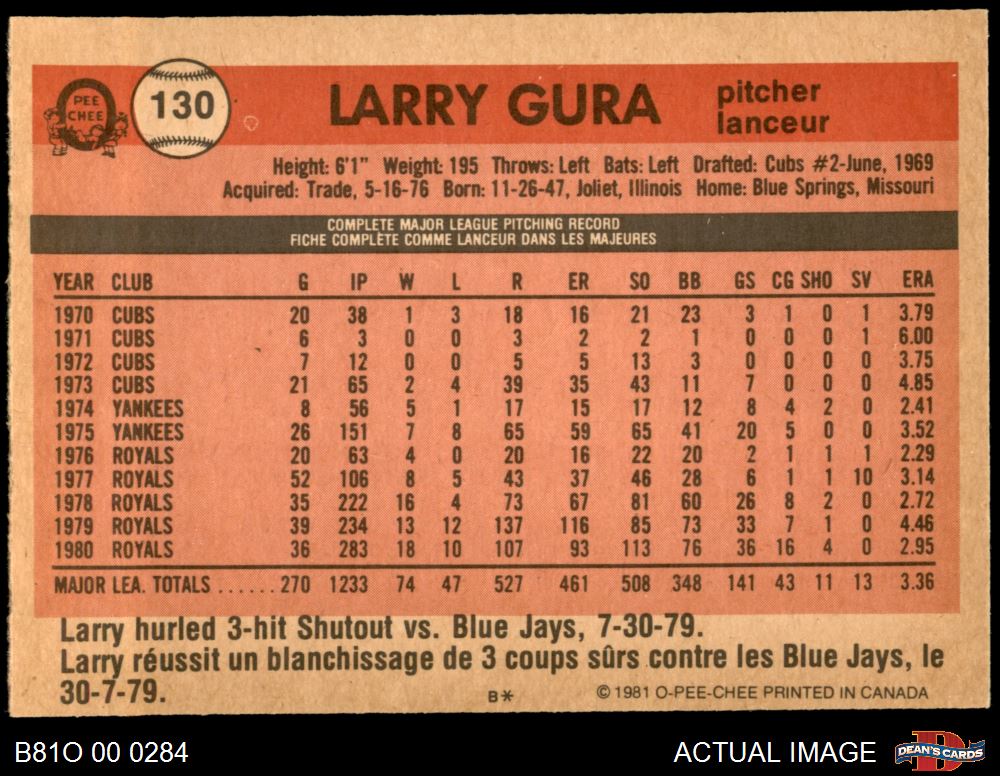 PEE
CHEE
130
LARRY GURA
pitcher
lanceur
Height: 6'1" Weight: 195 Throws: Left Bats: Left Drafted: Cubs #2-June, 1969
Acquired: Trade, 5-16-76 Born: 11-26-47, Joliet, Illinois Home: Blue Springs, Missouri
COMPLETE MAJOR LEAGUE PITCHING RECORD
FICHE COMPLÈTE COMME LANCEUR DANS LES MAJEURES
YEAR CLUB G IP W L R ER SO BB GS CG SHO SV ERA
1970 CUBS 20 38 1 3 18 16 21 23 3 1 0 1 3.79
1971 CUBS 6 3 0 0 3 2 2 1 0 0 0 1 6.00
1972 CUBS 7 12 0 0 5 5 13 3 0 0 0 0 3.75
1973 CUBS 21 65 2 4 39 35 43 11 7 0 0 0 4.85
1974 YANKEES 8 56 5 1 17 15 17 12 8 4 2 0 2.41
1975 YANKEES 26 151 7 8 65 59 65 41 20 5 0 0 3.52
1976 ROYALS 20 63 4 0 20 16 22 20 2 1 1 1 2.29
1977 ROYALS 52 106 8 5 43 37 46 28 6 1 1 10 3.14
1978 ROYALS 35 222 16 4 73 67 81 60 26 8 2 0 2.72
1979 ROYALS 39 234 13 12 137 116 85 73 33 7 1 0 4.46
1980 ROYALS 36 283 18 10 107 93 113 76 36 16 4 0 2.95
MAJOR LEA. TOTALS ......270 1233 74 47 527 461 508 348 141 43 11 13 3.36
Larry hurled 3-hit Shutout vs. Blue Jays, 7-30-79.
Larry réussit un blanchissage de 3 coups sûrs contre les Blue Jays, le
30-7-79.
B* © 1981 O-PEE-CHEE PRINTED IN CANADA
B81O 00 0284
ACTUAL IMAGE
DEAN'S CARDS